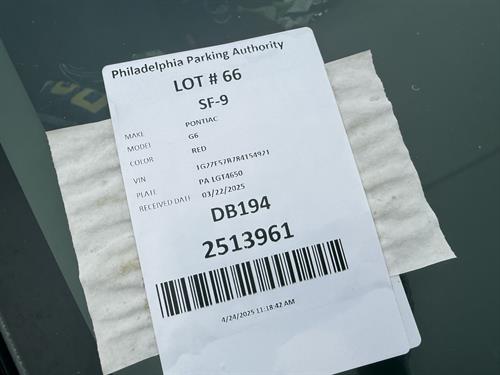 Philadelphia Parking Authority
LOT # 66
SF-9
MAKE PONTIAC
MODEL G6
COLOR RED
VIN 1G2ZF57B784154921
PLATE PA LGT4650
RECEIVED DATE 03/22/2025
DB194
2513961
4/24/2025 11:18:42 AM